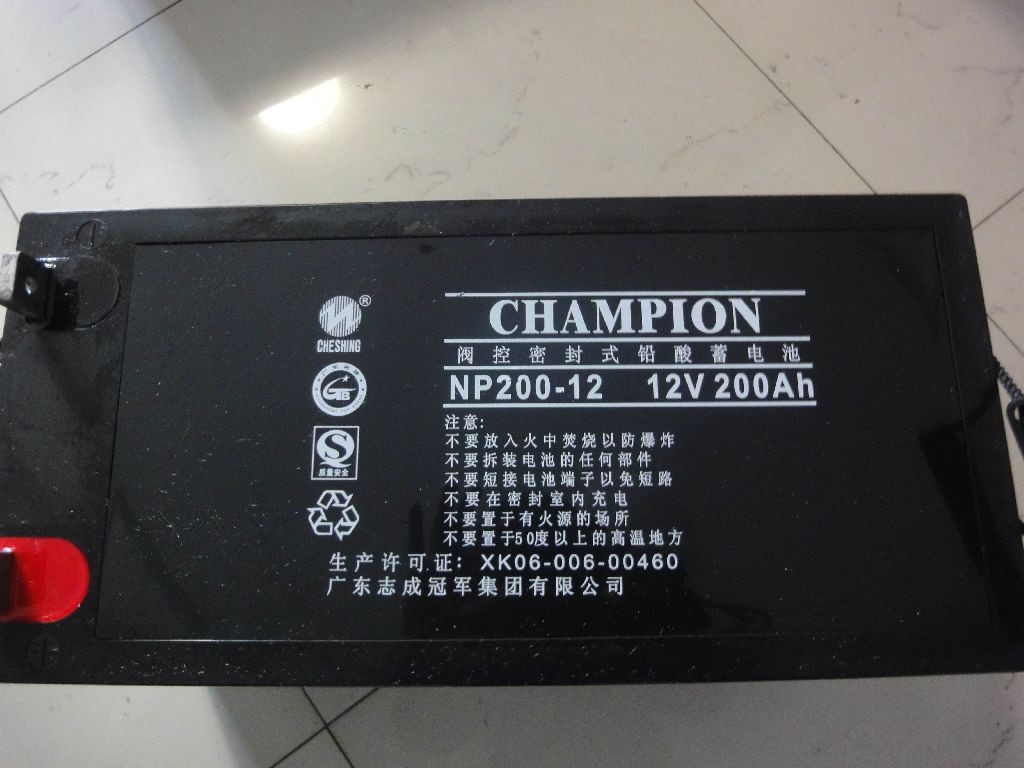 ®
CHESHING
质量安全
CHAMPION
阀控密封式铅酸蓄电池
NP200-12 12V 200Ah
注意:
不要放入火中焚烧以防爆炸
不要拆装电池的任何部件
不要短接电池端子以免短路
不要在密封室内充电
不要置于有火源的场所
不要置于50度以上的高温地方
生产许可证: XK06-006-00460
广东志成冠军集团有限公司